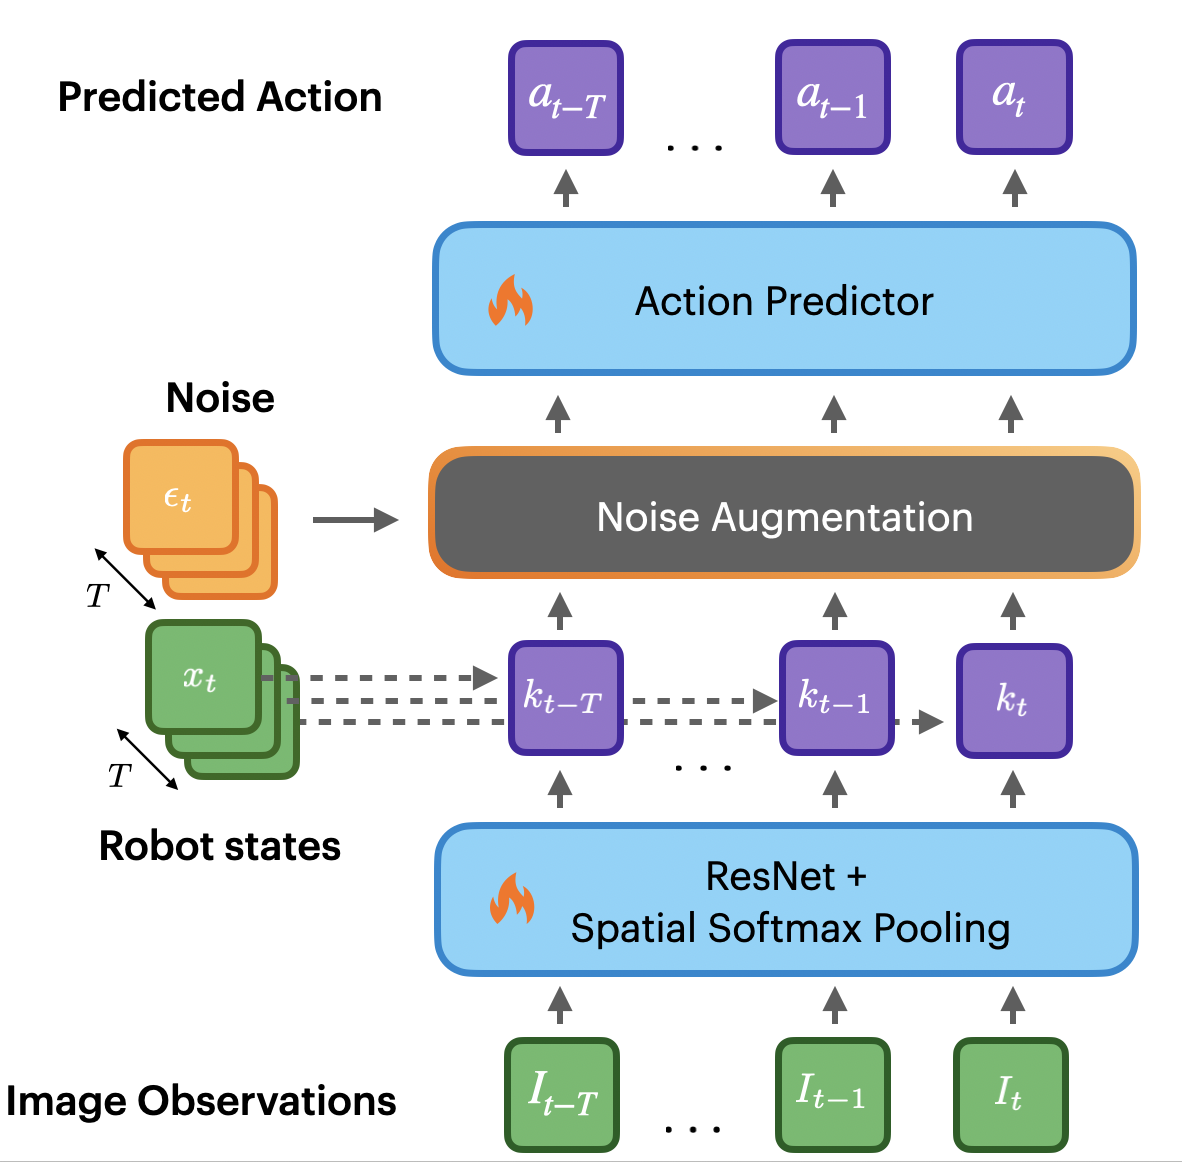 Predicted Action
a_{t−T} . . . a_{t−1} a_t
Action Predictor
Noise
ϵ_t
T
Noise Augmentation
x_t
T
k_{t−T} . . . k_{t−1} k_t
Robot states
ResNet +
Spatial Softmax Pooling
Image Observations
I_{t−T} . . . I_{t−1} I_t